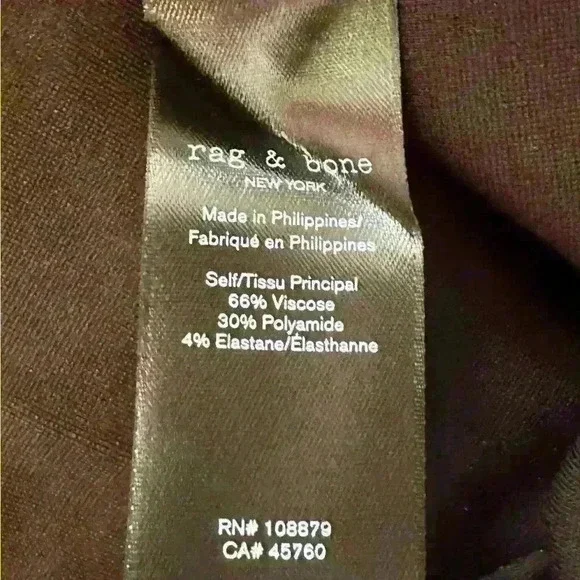 rag & bone
NEW YORK
Made in Philippines/
Fabriqué en Philippines
Self/Tissu Principal
66% Viscose
30% Polyamide
4% Elastane/Élasthanne
RN# 108879
CA# 45760